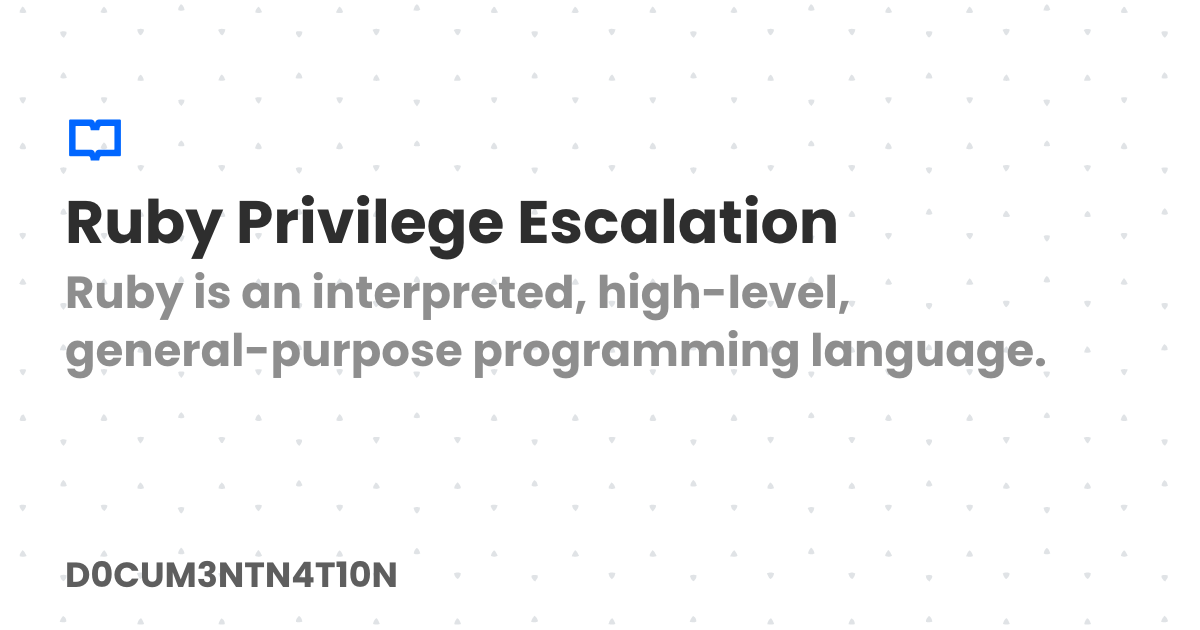 Ruby Privilege Escalation
Ruby is an interpreted, high-level,
general-purpose programming language.
D0CUM3NTN4T10N